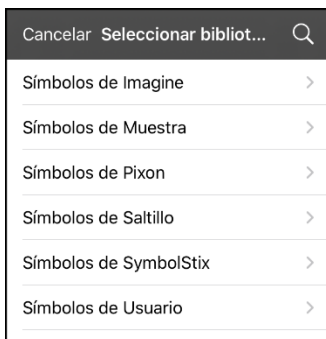 Cancelar Seleccionar bibliot...
Símbolos de Imagine
Símbolos de Muestra
Símbolos de Pixon
Símbolos de Saltillo
Símbolos de SymbolStix
Símbolos de Usuario